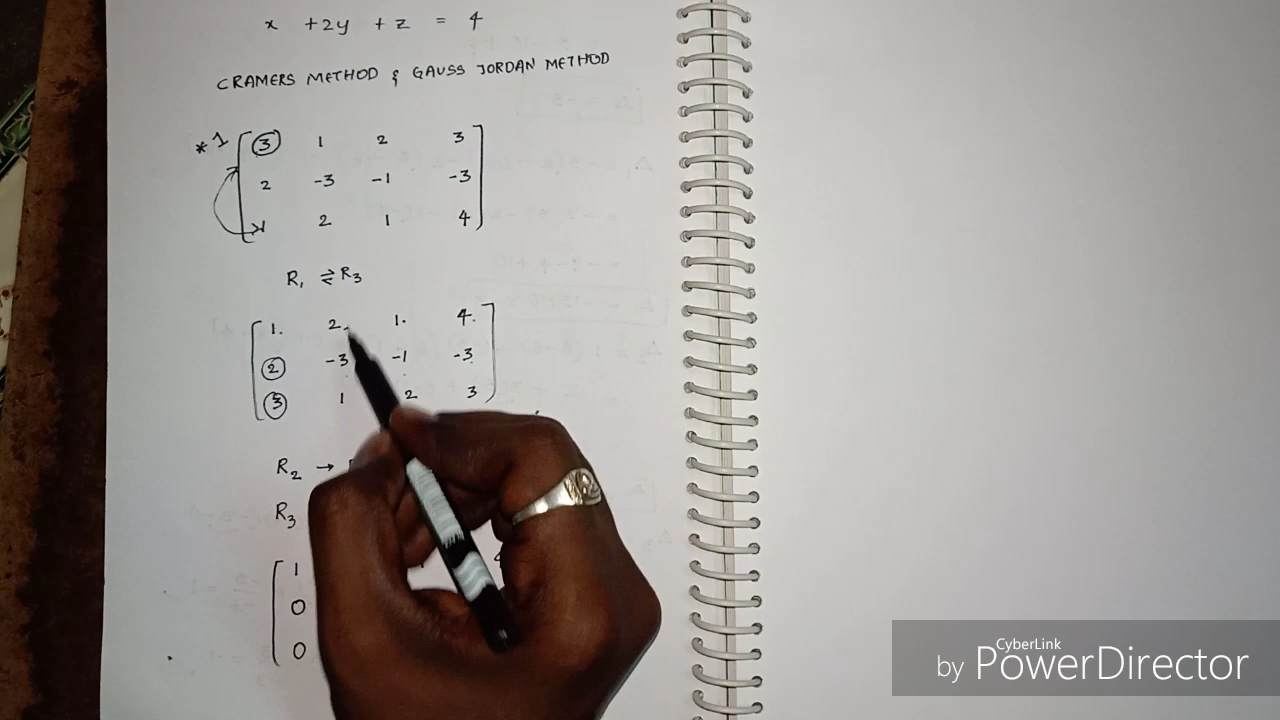 x + 2y + z = 4
CRAMERS METHOD & GAUSS JORDAN METHOD
*1 3 1 2 3
2 -3 -1 -3
1 2 1 4
R₁ ⇄ R₃
1. 2. 1. 4.
2 -3 -1 -3
3 1 2 3
R₂ →
R₃
1
0
0
CyberLink
by PowerDirector